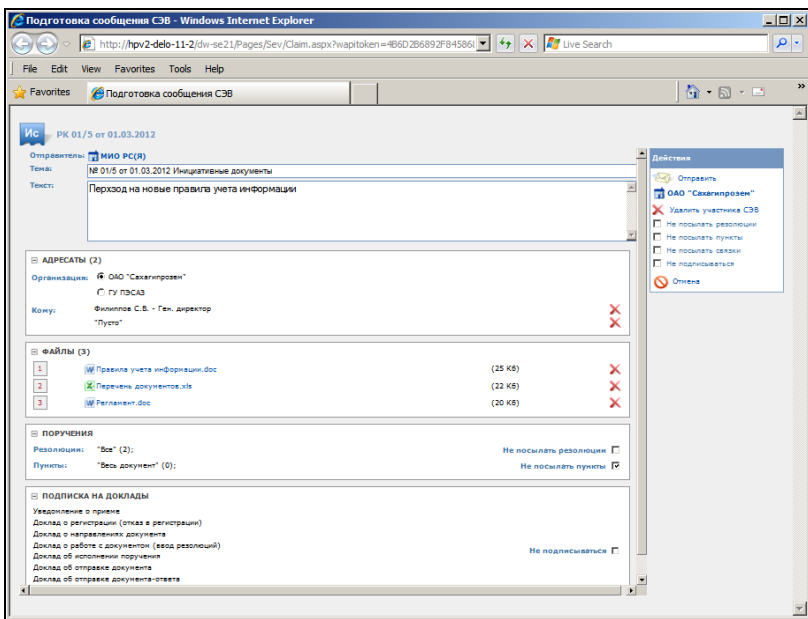 Подготовка сообщения СЭВ - Windows Internet Explorer
http://hpv2-delo-11-2/dw-se21/Pages/Sev/Claim.aspx?wapitoken=4B6D2B6892F84586
Live Search
File Edit View Favorites Tools Help
Favorites Подготовка сообщения СЭВ
Ис РК 01/5 от 01.03.2012
Отправитель: МИО РС(Я)
Тема: № 01/5 от 01.03.2012 Инициативные документы
Текст: Перхзод на новые правила учета информации
АДРЕСАТЫ (2)
Организация: ОАО "Сахагипрозем"
ГУ ПЭСАЗ
Кому: Филиппов С.В. - Ген. директор
"Пусто"
ФАЙЛЫ (3)
1 Правила учета информации.doc (25 Кб)
2 Перечень документов.xls (22 Кб)
3 Регламент.doc (20 Кб)
ПОРУЧЕНИЯ
Резолюции: "Все" (2); Не посылать резолюции
Пункты: "Весь документ" (0); Не посылать пункты
ПОДПИСКА НА ДОКЛАДЫ
Уведомление о приеме
Доклад о регистрации (отказ в регистрации)
Доклад о направлениях документа
Доклад о работе с документом (ввод резолюций)
Не подписываться
Доклад об исполнении поручения
Доклад об отправке документа
Доклад об отправке документа-ответа
Действия
Отправить
ОАО "Сахагипрозем"
Удалить участника СЭВ
Не посылать резолюции
Не посылать пункты
Не посылать связки
Не подписываться
Отмена